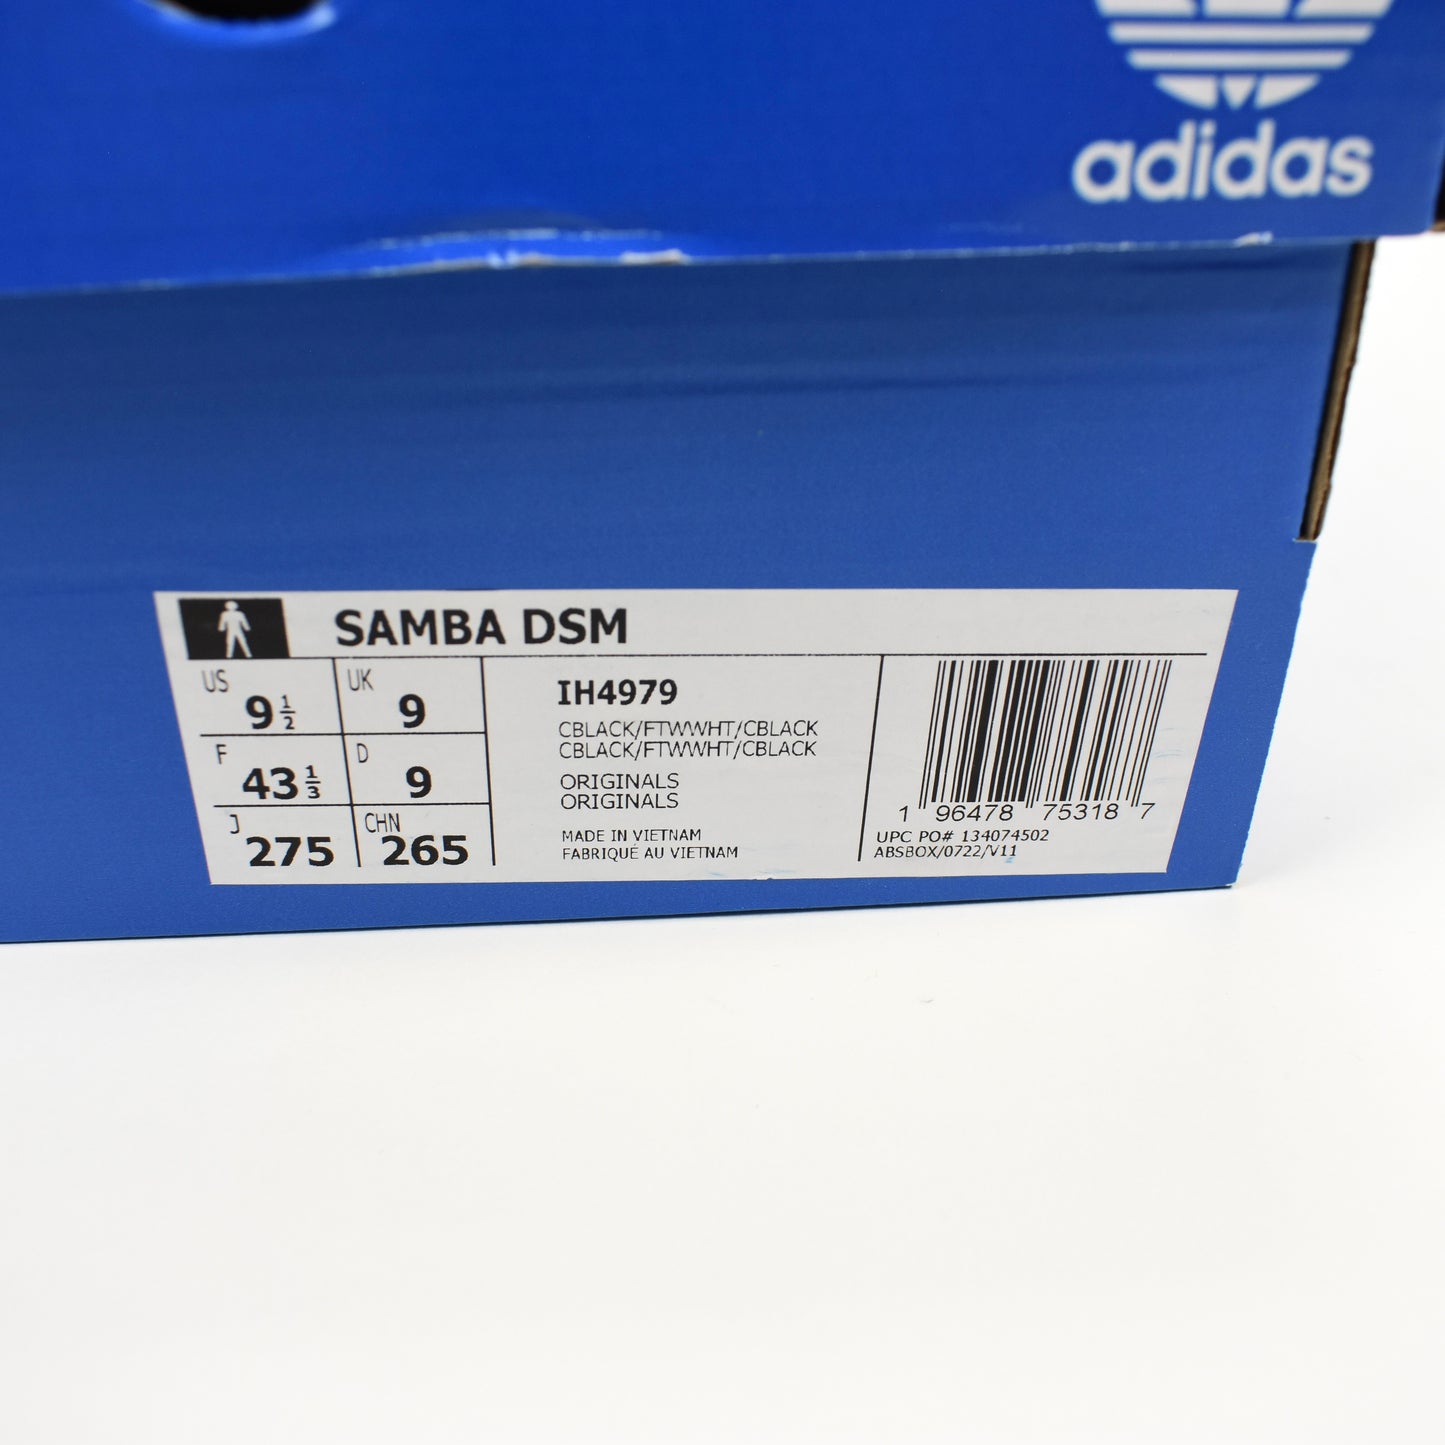 adidas
SAMBA DSM
US 9 1/2 UK 9
F 43 1/3 D 9
J 275 CHN 265
IH4979
CBLACK/FTWWHT/CBLACK
CBLACK/FTWWHT/CBLACK
ORIGINALS
ORIGINALS
MADE IN VIETNAM
FABRIQUÉ AU VIETNAM
1 96478 75318 7
UPC PO# 134074502
ABSBOX/0722/V11